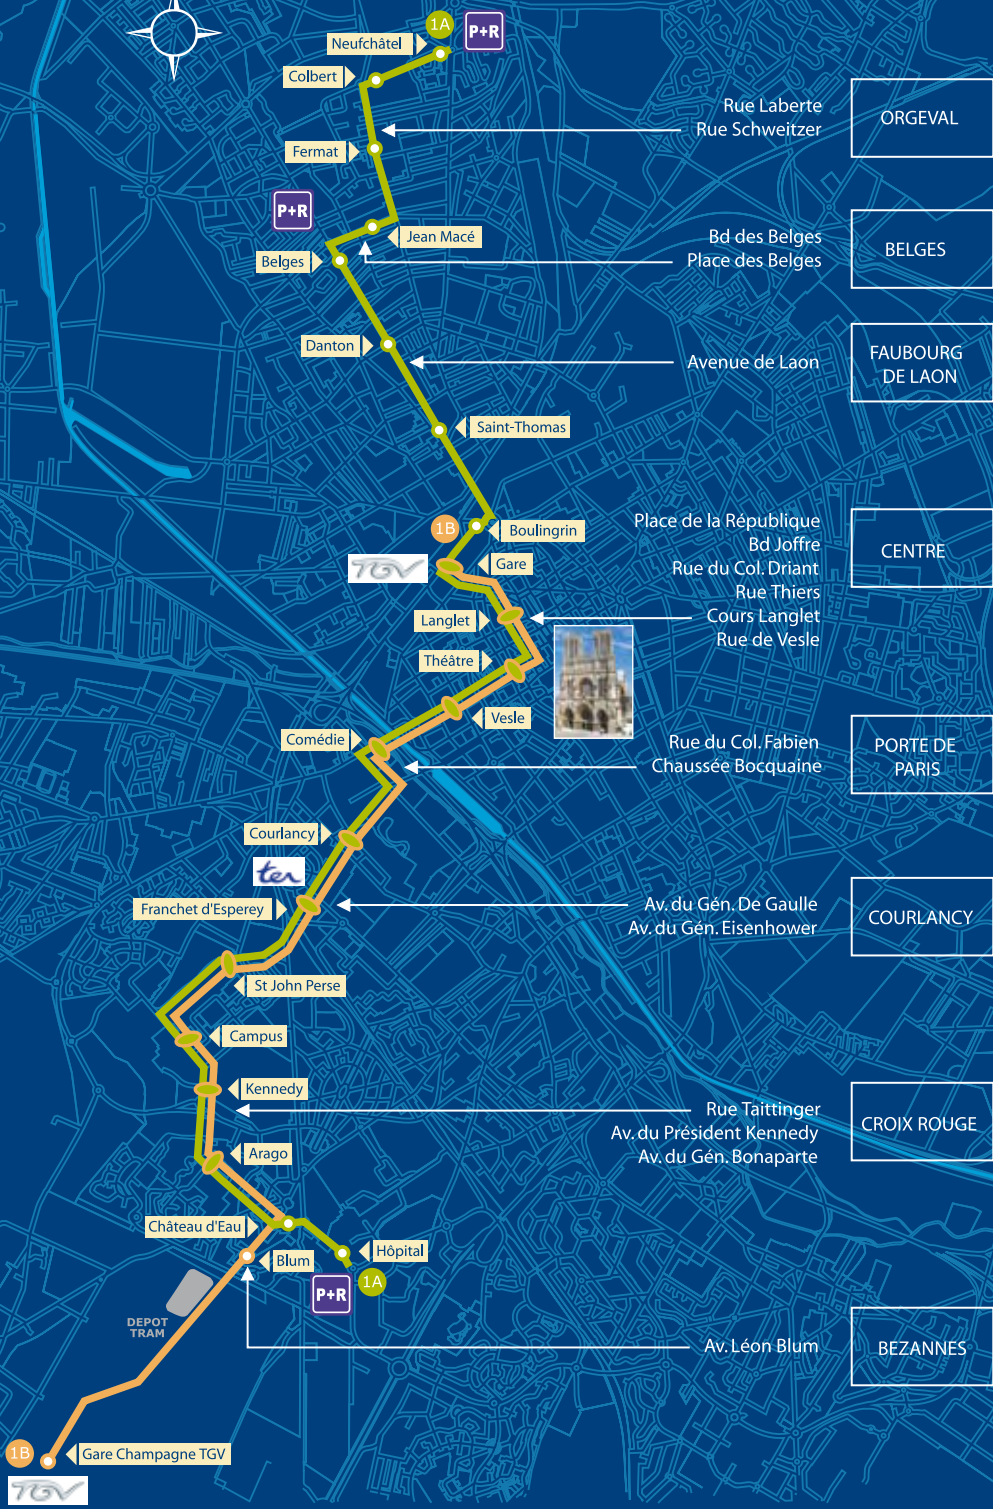 1A
P+R
Neufchâtel
Colbert
Rue Laberte
Rue Schweitzer
ORGEVAL
Fermat
P+R
Jean Macé
Bd des Belges
Place des Belges
BELGES
Belges
Danton
Avenue de Laon
FAUBOURG
DE LAON
Saint-Thomas
1B
Boulingrin
Place de la République
Bd Joffre
Rue du Col. Driant
Rue Thiers
Cours Langlet
Rue de Vesle
CENTRE
TGV
Gare
Langlet
Théâtre
Vesle
Comédie
Rue du Col. Fabien
Chaussée Bocquaine
PORTE DE
PARIS
Courlancy
ter
Franchet d'Esperey
Av. du Gén. De Gaulle
Av. du Gén. Eisenhower
COURLANCY
St John Perse
Campus
Kennedy
Rue Taittinger
Av. du Président Kennedy
Av. du Gén. Bonaparte
CROIX ROUGE
Arago
Château d'Eau
Hôpital
Blum
1A
P+R
DEPOT
TRAM
Av. Léon Blum
BEZANNES
1B
Gare Champagne TGV
TGV